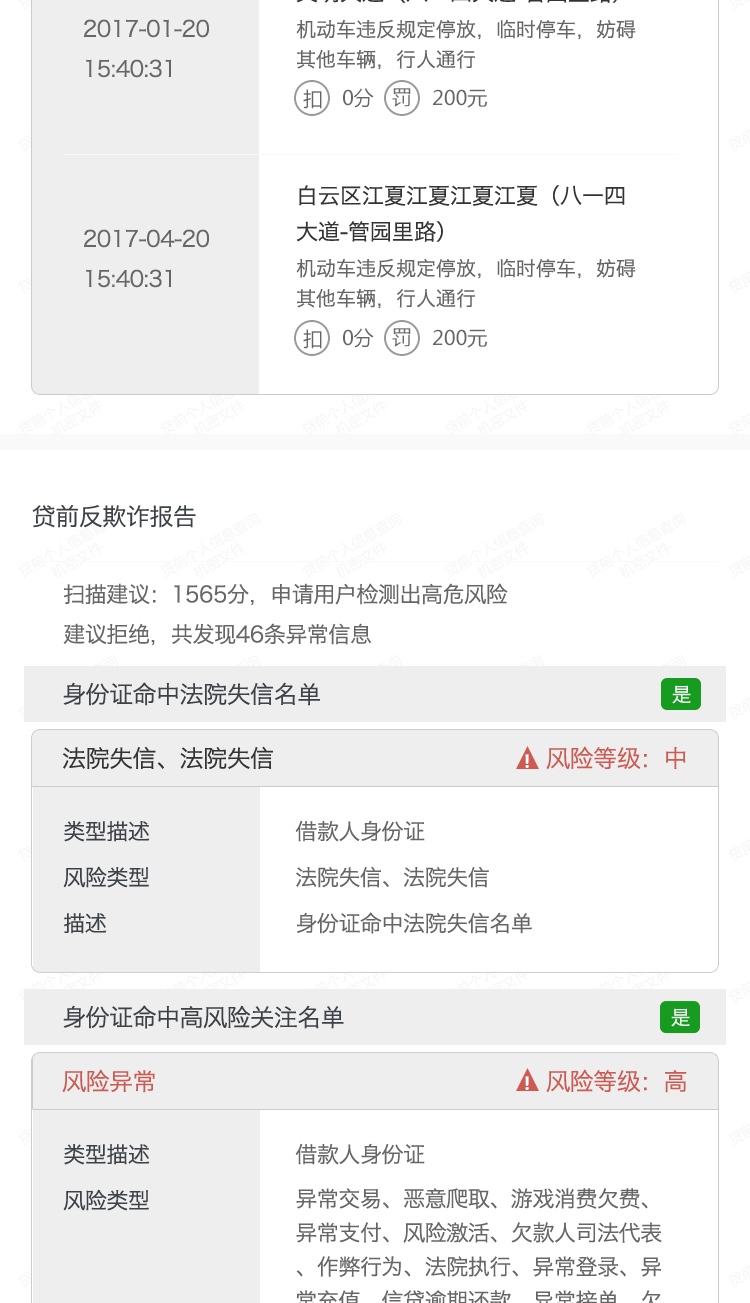 2017-01-20
15:40:31
机动车违反规定停放，临时停车，妨碍
其他车辆，行人通行
扣 0分 罚 200元
2017-04-20
15:40:31
白云区江夏江夏江夏江夏（八一四
大道-管园里路）
机动车违反规定停放，临时停车，妨碍
其他车辆，行人通行
扣 0分 罚 200元
贷前反欺诈报告
扫描建议：1565分，申请用户检测出高危风险
建议拒绝，共发现46条异常信息
身份证命中法院失信名单 是
法院失信、法院失信 风险等级：中
类型描述 借款人身份证
风险类型 法院失信、法院失信
描述 身份证命中法院失信名单
身份证命中高风险关注名单 是
风险异常 风险等级：高
类型描述 借款人身份证
风险类型 异常交易、恶意爬取、游戏消费欠费、
异常支付、风险激活、欠款人司法代表
、作弊行为、法院执行、异常登录、异
常充值、信贷逾期还款、异常接单、欠